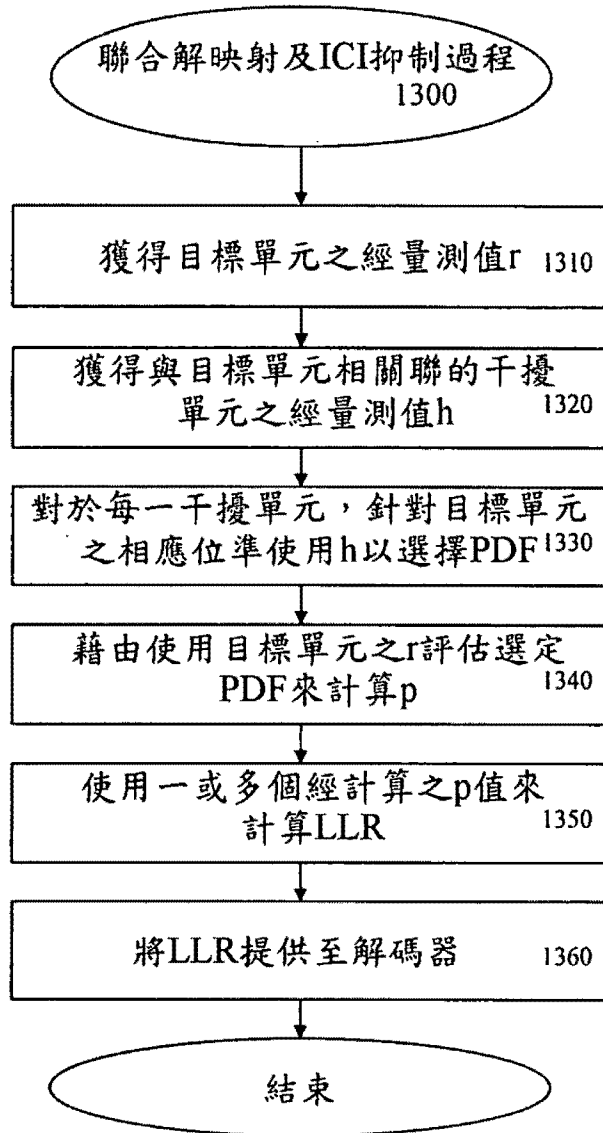 聯合解映射及ICI抑制過程
1300
獲得目標單元之經量測值r 1310
獲得與目標單元相關聯的干擾
單元之經量測值h 1320
對於每一干擾單元，針對目標單元
之相應位準使用h以選擇PDF 1330
藉由使用目標單元之r評估選定
PDF來計算p 1340
使用一或多個經計算之p值來
計算LLR 1350
將LLR提供至解碼器 1360
結束